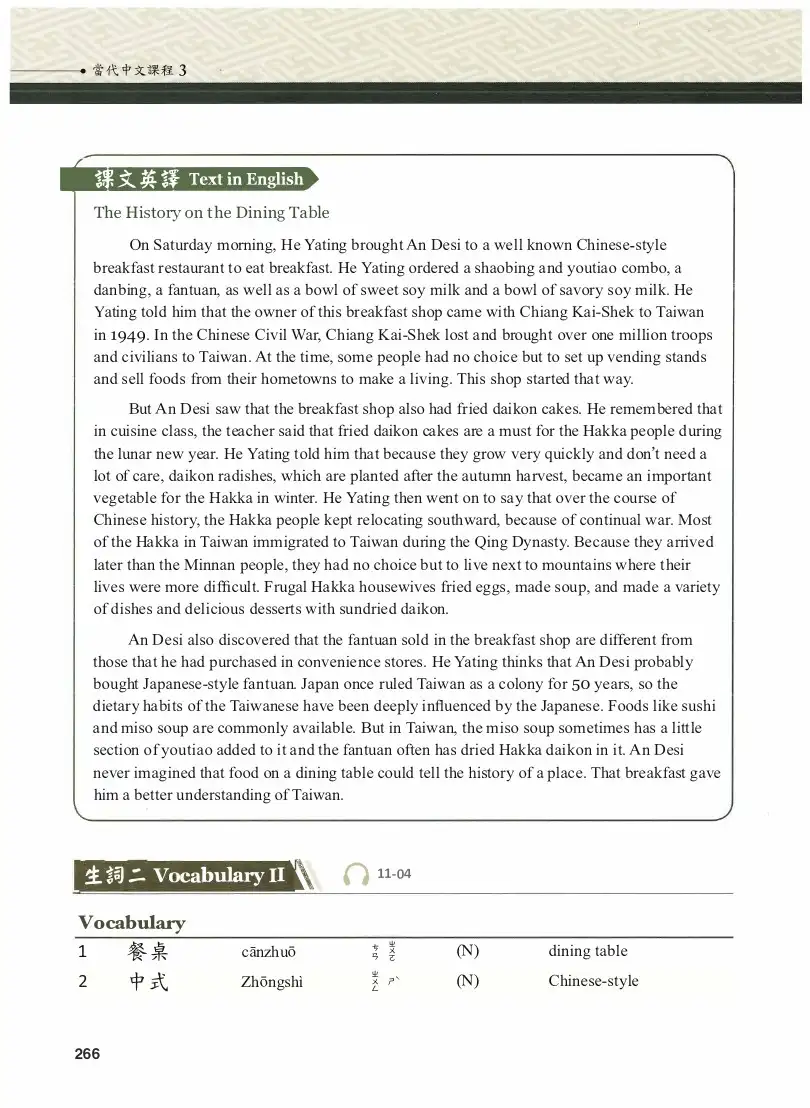 當代中文課程 3
課文英譯 Text in English
The History on the Dining Table
On Saturday morning, He Yating brought An Desi to a well known Chinese-style
breakfast restaurant to eat breakfast. He Yating ordered a shaobing and youtiao combo, a
danbing, a fantuan, as well as a bowl of sweet soy milk and a bowl of savory soy milk. He
Yating told him that the owner of this breakfast shop came with Chiang Kai-Shek to Taiwan
in 1949. In the Chinese Civil War, Chiang Kai-Shek lost and brought over one million troops
and civilians to Taiwan. At the time, some people had no choice but to set up vending stands
and sell foods from their hometowns to make a living. This shop started that way.
But An Desi saw that the breakfast shop also had fried daikon cakes. He remembered that
in cuisine class, the teacher said that fried daikon cakes are a must for the Hakka people during
the lunar new year. He Yating told him that because they grow very quickly and don't need a
lot of care, daikon radishes, which are planted after the autumn harvest, became an important
vegetable for the Hakka in winter. He Yating then went on to say that over the course of
Chinese history, the Hakka people kept relocating southward, because of continual war. Most
of the Hakka in Taiwan immigrated to Taiwan during the Qing Dynasty. Because they arrived
later than the Minnan people, they had no choice but to live next to mountains where their
lives were more difficult. Frugal Hakka housewives fried eggs, made soup, and made a variety
of dishes and delicious desserts with sundried daikon.
An Desi also discovered that the fantuan sold in the breakfast shop are different from
those that he had purchased in convenience stores. He Yating thinks that An Desi probably
bought Japanese-style fantuan. Japan once ruled Taiwan as a colony for 50 years, so the
dietary habits of the Taiwanese have been deeply influenced by the Japanese. Foods like sushi
and miso soup are commonly available. But in Taiwan, the miso soup sometimes has a little
section of youtiao added to it and the fantuan often has dried Hakka daikon in it. An Desi
never imagined that food on a dining table could tell the history of a place. That breakfast gave
him a better understanding of Taiwan.
生詞二 Vocabulary II 11-04
Vocabulary
1 餐桌 cānzhuō ㄘㄢ ㄓㄨㄛ (N) dining table
2 中式 Zhōngshì ㄓㄨㄥ ㄕˋ (N) Chinese-style
266